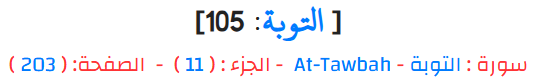 [ التوبة: 105]
سورة : التوبة - At-Tawbah - الجزء : ( 11 ) - الصفحة: ( 203 )